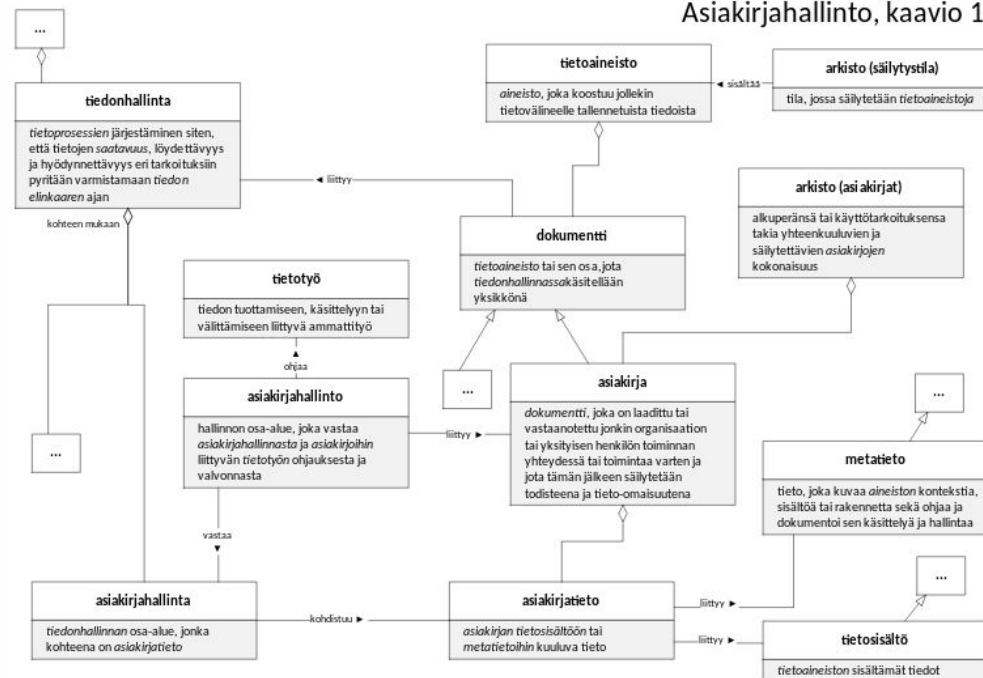 Asiakirjahallinto, kaavio 1
...
tiedonhallinta
tietoprosessien järjestäminen siten,
että tietojen saatavuus, löydettävyys
ja hyödynnettävyys eri tarkoituksiin
pyritään varmistamaan tiedon
elinkaaren ajan
tietoaineisto
aineisto, joka koostuu jollekin
tietovälineelle tallennetuista tiedoista
◄ sisältää
arkisto (säilytystila)
tila, jossa säilytetään tietoaineistoja
◄ liittyy
kohteen mukaan
arkisto (asiakirjat)
alkuperänsä tai käyttötarkoituksensa
takia yhteenkuuluvien ja
säilytettävien asiakirjojen
kokonaisuus
dokumentti
tietoaineisto tai sen osa,jota
tiedonhallinnassakäsitellään
yksikkönä
tietotyö
tiedon tuottamiseen, käsittelyyn tai
välittämiseen liittyvä ammattityö
▲
ohjaa
...
asiakirjahallinto
hallinnon osa-alue, joka vastaa
asiakirjahallinnasta ja asiakirjoihin
liittyvän tietotyön ohjauksesta ja
valvonnasta
liittyy ►
asiakirja
dokumentti, joka on laadittu tai
vastaanotettu jonkin organisaation
tai yksityisen henkilön toiminnan
yhteydessä tai toimintaa varten ja
jota tämän jälkeen säilytetään
todisteena ja tieto-omaisuutena
...
...
metatieto
tieto, joka kuvaa aineiston kontekstia,
sisältöä tai rakennetta sekä ohjaa ja
dokumentoi sen käsittelyä ja hallintaa
vastaa
▼
asiakirjahallinta
tiedonhallinnan osa-alue, jonka
kohteena on asiakirjatieto
kohdistuu ►
asiakirjatieto
asiakirjan tietosisältöön tai
metatietoihin kuuluva tieto
liittyy ►
liittyy ►
...
tietosisältö
tietoaineiston sisältämät tiedot